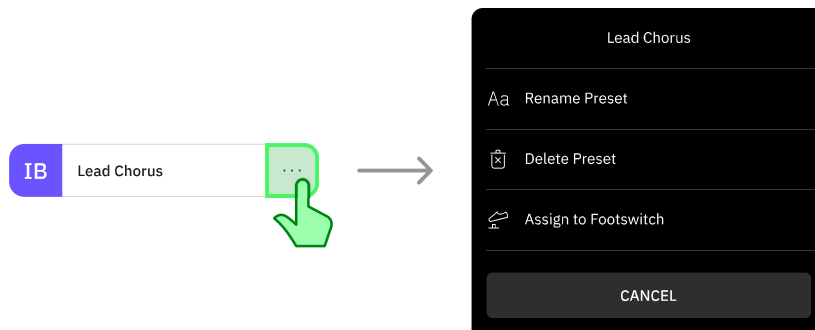 IB
Lead Chorus
...
Lead Chorus
Aa Rename Preset
Delete Preset
Assign to Footswitch
CANCEL